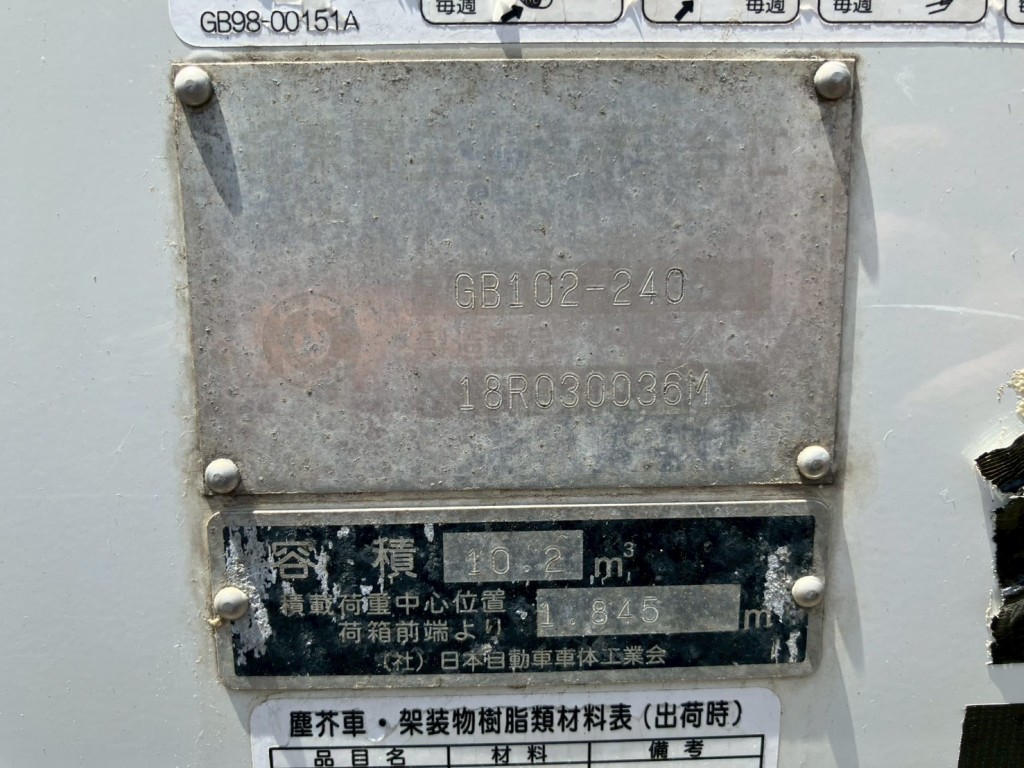 GB98-00151A
毎週
毎週
毎週
GB102-240
18R030036M
容積 10.2 m³
積載荷重中心位置
荷箱前端より 1.845 m
(社)日本自動車車体工業会
塵芥車・架装物樹脂類材料表(出荷時)
品目名 材料 備考